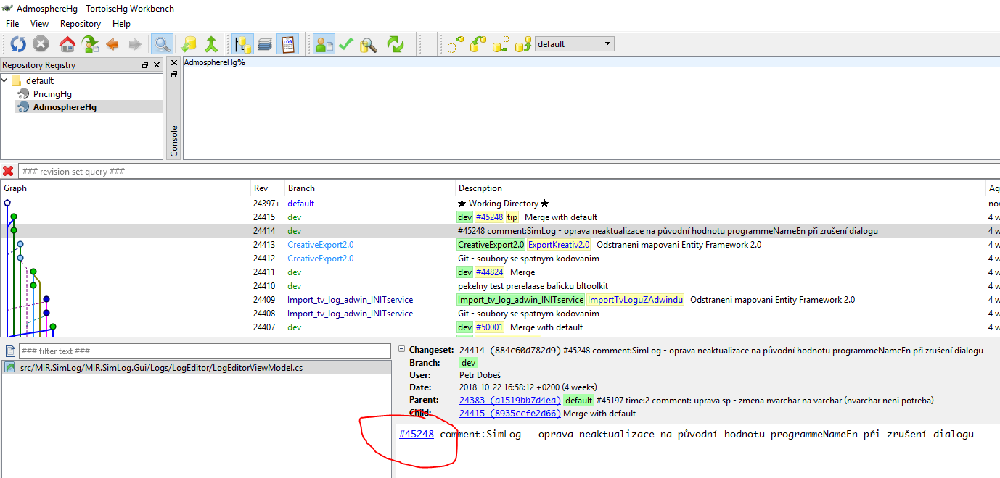 AdmosphereHg - TortoiseHg Workbench
File View Repository Help
LOG
default
Repository Registry
AdmosphereHg%
default
PricingHg
AdmosphereHg
Console
### revision set query ###
Graph Rev Branch Description Ag
24397+ default ★ Working Directory ★ nov
24415 dev dev #45248 tip Merge with default 4 w
24414 dev #45248 comment:SimLog - oprava neaktualizace na původní hodnotu programmeNameEn při zrušení dialogu 4 w
24413 CreativeExport2.0 CreativeExport2.0 ExportKreativ2.0 Odstraneni mapovani Entity Framework 2.0 4 w
24412 CreativeExport2.0 Git - soubory se spatnym kodovanim 4 w
24411 dev dev #44824 Merge 4 w
24410 dev pekelny test prerelaase balicku bltoolkit 4 w
24409 Import_tv_log_adwin_INITservice Import_tv_log_adwin_INITservice ImportTvLoguZAdwindu Odstraneni mapovani Entity Framework 2.0 4 w
24408 Import_tv_log_adwin_INITservice Git - soubory se spatnym kodovanim 4 w
24407 dev dev #50001 Merge with default 4 w
### filter text ###
src/MIR.SimLog/MIR.SimLog.Gui/Logs/LogEditor/LogEditorViewModel.cs
Changeset: 24414 (884c60d782d9) #45248 comment:SimLog - oprava neaktualizace na původní hodnotu programmeNameEn při zrušení dialogu
Branch: dev
User: Petr Dobeš
Date: 2018-10-22 16:58:12 +0200 (4 weeks)
Parent: 24383 (a1519bb7d4ea) default #45197 time:2 comment: uprava sp - zmena nvarchar na varchar (nvarchar neni potreba)
Child: 24415 (8935ccfe2d66) Merge with default
#45248 comment:SimLog - oprava neaktualizace na původní hodnotu programmeNameEn při zrušení dialogu